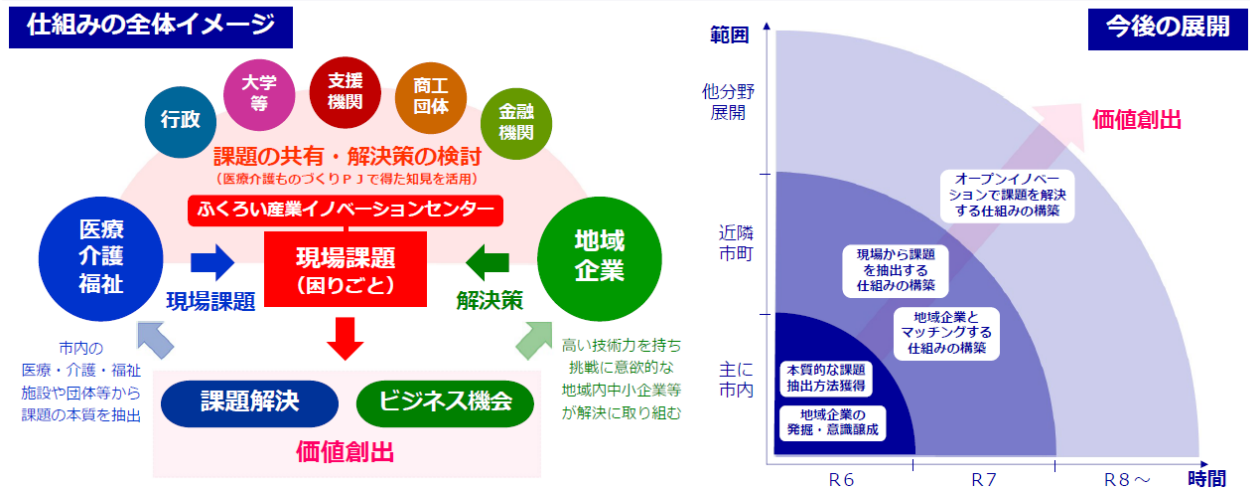 仕組みの全体イメージ
行政
大学
等
支援
機関
商工
団体
金融
機関
課題の共有・解決策の検討
（医療介護ものづくりＰＪで得た知見を活用）
ふくろい産業イノベーションセンター
医療
介護
福祉
現場課題
現場課題
（困りごと）
解決策
地域
企業
市内の
医療・介護・福祉
施設や団体等から
課題の本質を抽出
高い技術力を持ち
挑戦に意欲的な
地域内中小企業等
が解決に取り組む
課題解決
ビジネス機会
価値創出
今後の展開
範囲
他分野
展開
近隣
市町
主に
市内
価値創出
オープンイノベ
ーションで課題を解決
する仕組みの構築
現場から課題
を抽出する
仕組みの構築
地域企業と
マッチングする
仕組みの構築
本質的な課題
抽出方法獲得
地域企業の
発掘・意識醸成
Ｒ６
Ｒ７
Ｒ８～
時間